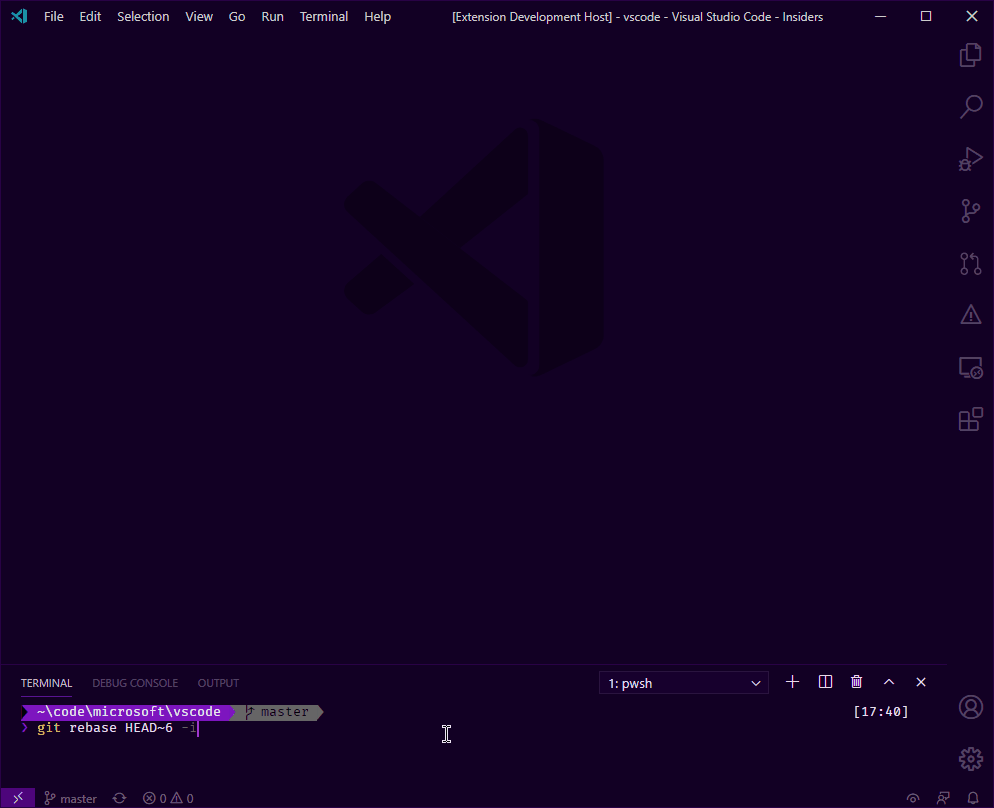 File Edit Selection View Go Run Terminal Help [Extension Development Host] - vscode - Visual Studio Code - Insiders
TERMINAL DEBUG CONSOLE OUTPUT 1: pwsh
~\code\microsoft\vscode master [17:40]
❯ git rebase HEAD~6 -i
master 0 0